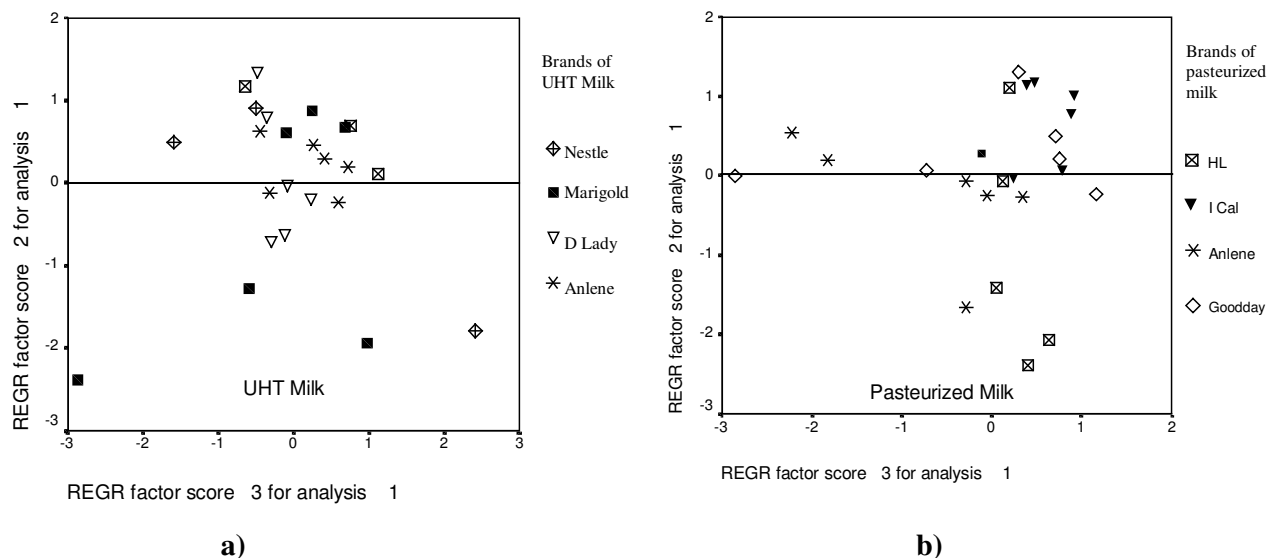 2
1
0
-1
-2
-3
-3
-2
-1
0
1
2
3
REGR factor score 2 for analysis 1
REGR factor score 3 for analysis 1
UHT Milk
Brands of
UHT Milk
Nestle
Marigold
D Lady
Anlene
a)
2
1
0
-1
-2
-3
-3
-2
-1
0
1
2
REGR factor score 2 for analysis 1
REGR factor score 3 for analysis 1
Pasteurized Milk
Brands of
pasteurized
milk
HL
I Cal
Anlene
Goodday
b)